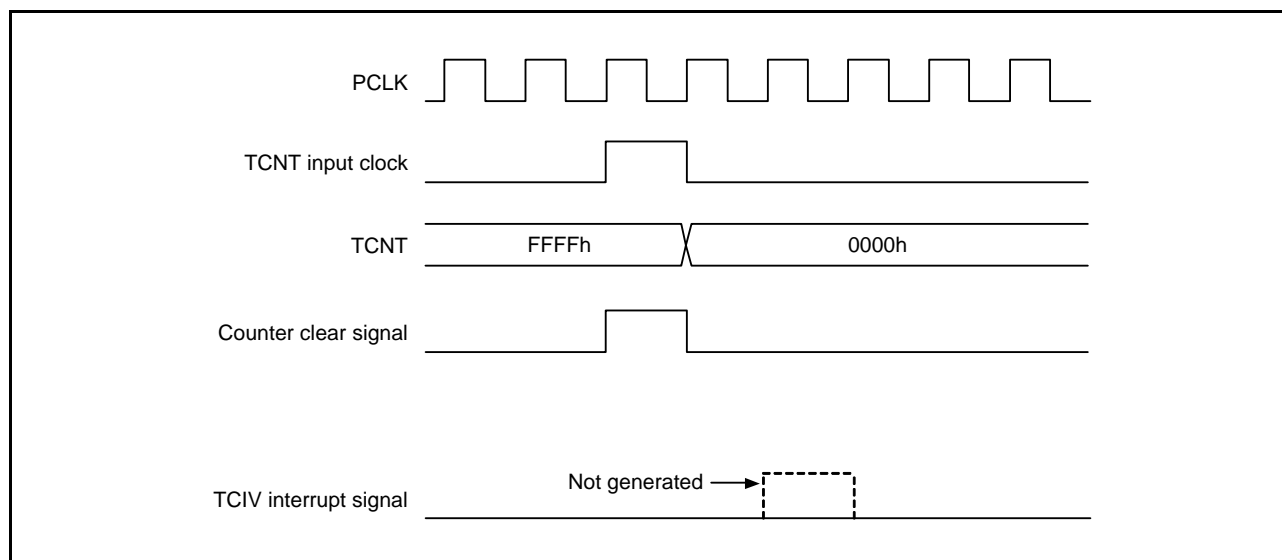 PCLK
TCNT input clock
TCNT
FFFFh
0000h
Counter clear signal
Not generated
TCIV interrupt signal